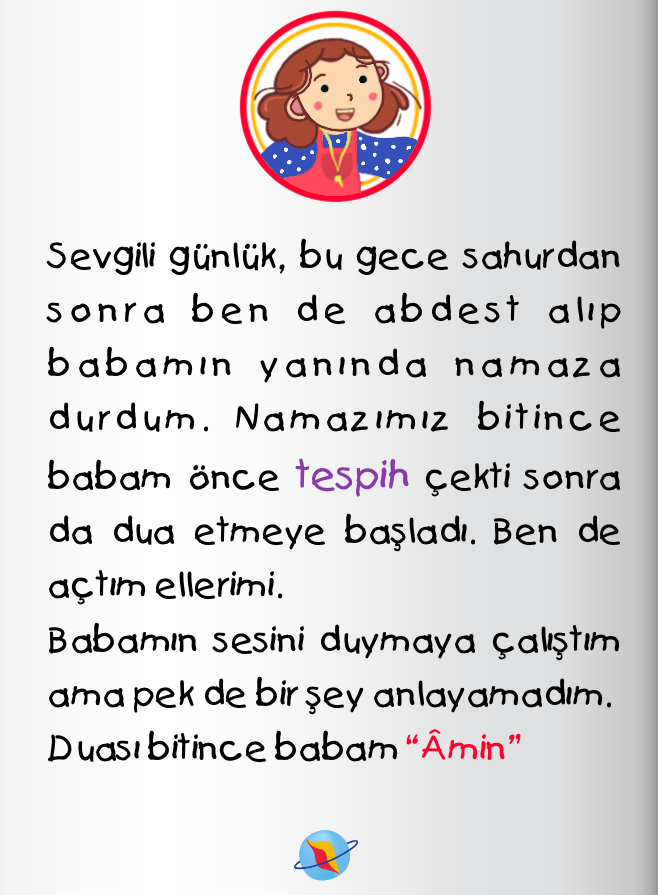 Sevgili günlük, bu gece sahurdan
sonra ben de abdest alıp
babamın yanında namaza
durdum. Namazımız bitince
babam önce tespih çekti sonra
da dua etmeye başladı. Ben de
açtım ellerimi.
Babamın sesini duymaya çalıştım
ama pek de bir şey anlayamadım.
Duası bitince babam “Âmin”